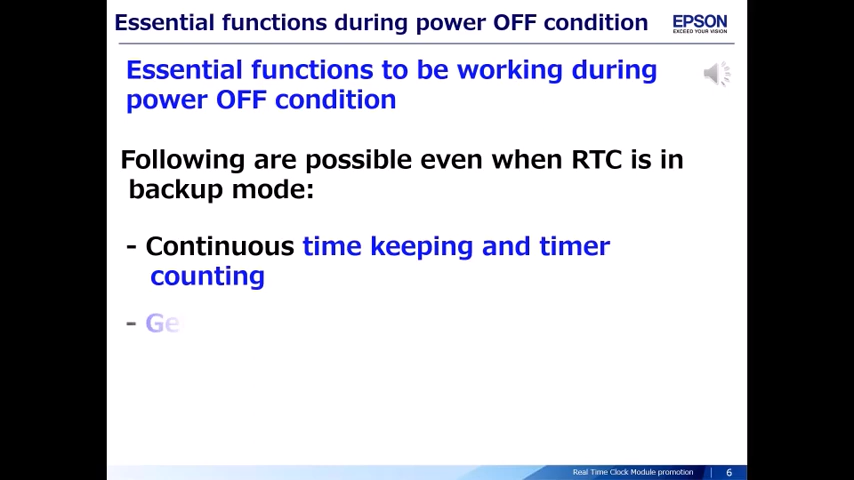 Essential functions during power OFF condition
EPSON
EXCEED YOUR VISION
Essential functions to be working during
power OFF condition
Following are possible even when RTC is in
backup mode:
- Continuous time keeping and timer
counting
- Ge
Real Time Clock Module promotion
6